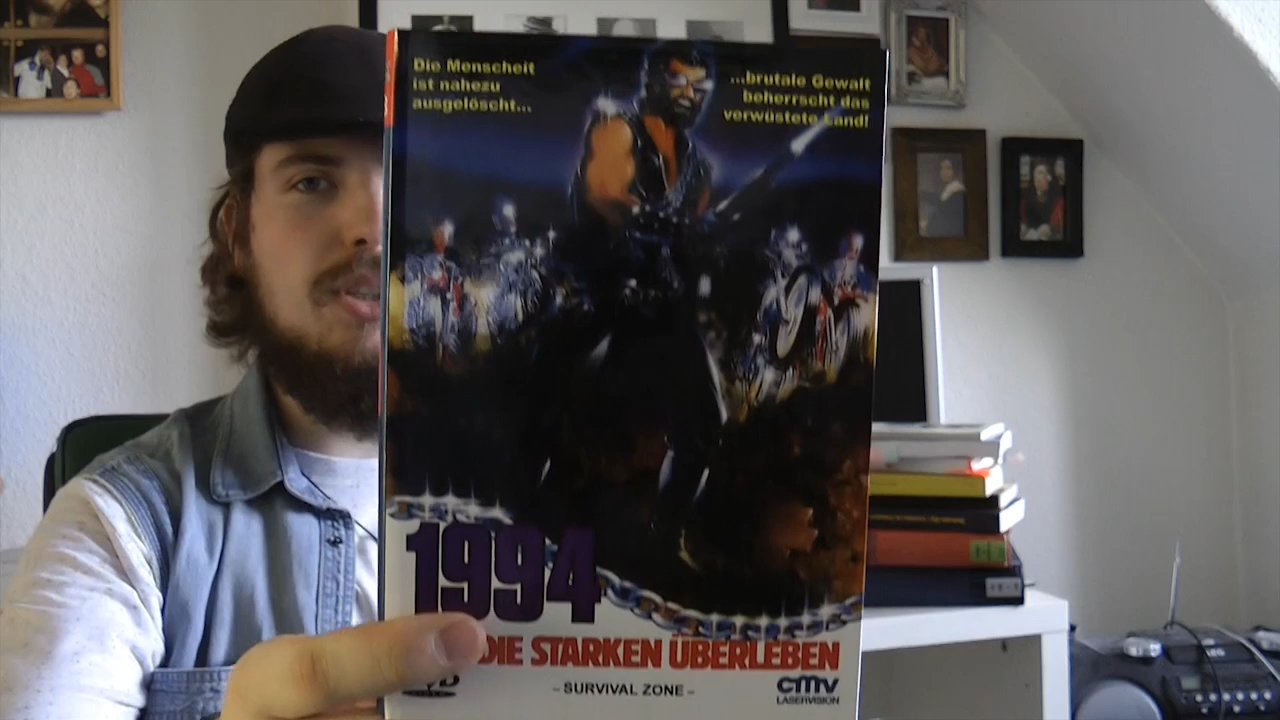 Die Menscheit
ist nahezu
ausgelöscht...
...brutale Gewalt
beherrscht das
verwüstete Land!
1994
DIE STARKEN ÜBERLEBEN
- SURVIVAL ZONE -
cmv
LASERVISION